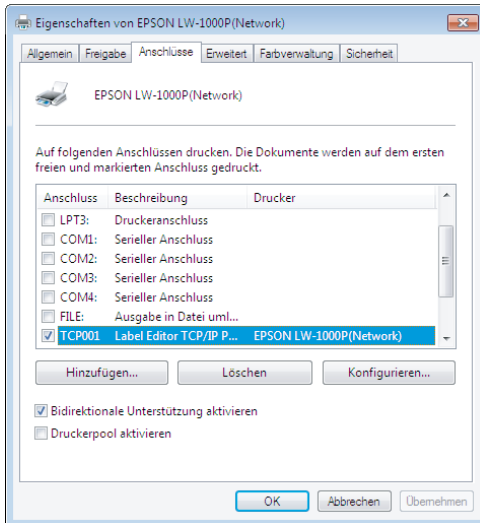 Eigenschaften von EPSON LW-1000P(Network)
Allgemein Freigabe Anschlüsse Erweitert Farbverwaltung Sicherheit
EPSON LW-1000P(Network)
Auf folgenden Anschlüssen drucken. Die Dokumente werden auf dem ersten
freien und markierten Anschluss gedruckt.
Anschluss Beschreibung Drucker
LPT3: Druckeranschluss
COM1: Serieller Anschluss
COM2: Serieller Anschluss
COM3: Serieller Anschluss
COM4: Serieller Anschluss
FILE: Ausgabe in Datei uml...
TCP001 Label Editor TCP/IP P... EPSON LW-1000P(Network)
Hinzufügen... Löschen Konfigurieren...
Bidirektionale Unterstützung aktivieren
Druckerpool aktivieren
OK Abbrechen Übernehmen